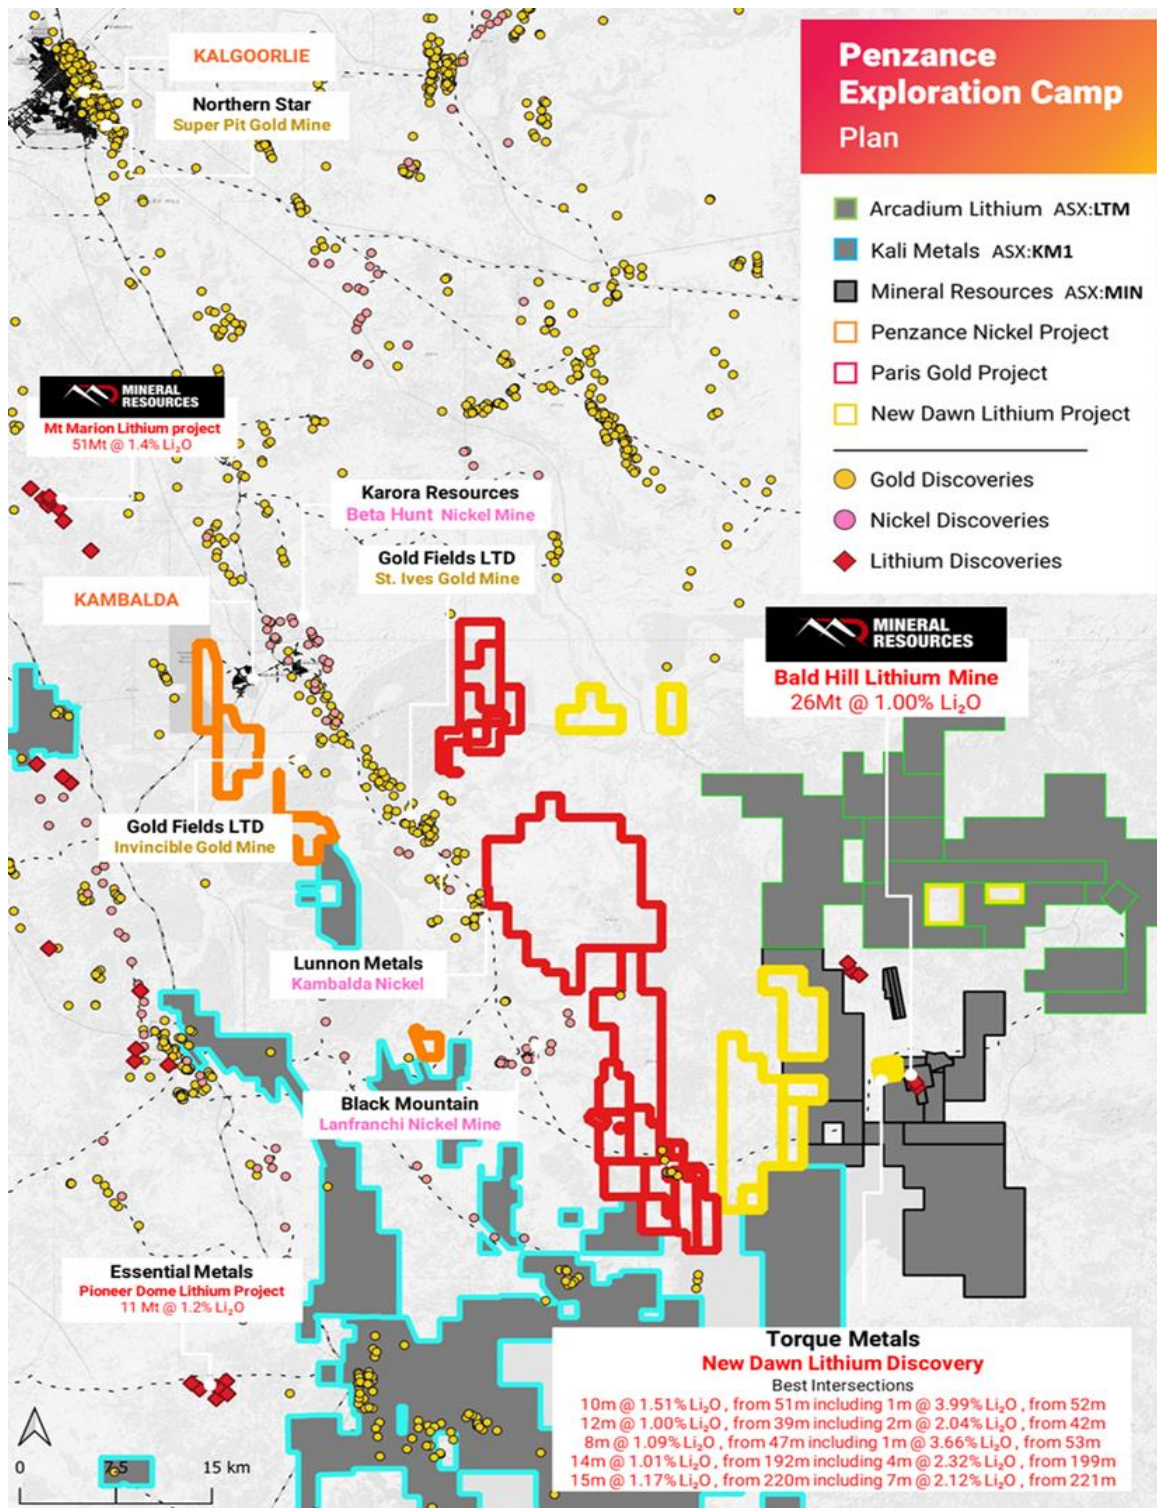 Penzance
Exploration Camp
Plan
Arcadium Lithium ASX:LTM
Kali Metals ASX:KM1
Mineral Resources ASX:MIN
Penzance Nickel Project
Paris Gold Project
New Dawn Lithium Project
Gold Discoveries
Nickel Discoveries
Lithium Discoveries
KALGOORLIE
Northern Star
Super Pit Gold Mine
MINERAL
RESOURCES
Mt Marion Lithium project
51Mt @ 1.4% Li₂O
Karora Resources
Beta Hunt Nickel Mine
Gold Fields LTD
St. Ives Gold Mine
KAMBALDA
MINERAL
RESOURCES
Bald Hill Lithium Mine
26Mt @ 1.00% Li₂O
Gold Fields LTD
Invincible Gold Mine
Lunnon Metals
Kambalda Nickel
Black Mountain
Lanfranchi Nickel Mine
Essential Metals
Pioneer Dome Lithium Project
11 Mt @ 1.2% Li₂O
Torque Metals
New Dawn Lithium Discovery
Best Intersections
10m @ 1.51% Li₂O , from 51m including 1m @ 3.99% Li₂O , from 52m
12m @ 1.00% Li₂O , from 39m including 2m @ 2.04% Li₂O , from 42m
8m @ 1.09% Li₂O , from 47m including 1m @ 3.66% Li₂O , from 53m
14m @ 1.01% Li₂O , from 192m including 4m @ 2.32% Li₂O , from 199m
15m @ 1.17% Li₂O , from 220m including 7m @ 2.12% Li₂O , from 221m
0 7.5 15 km